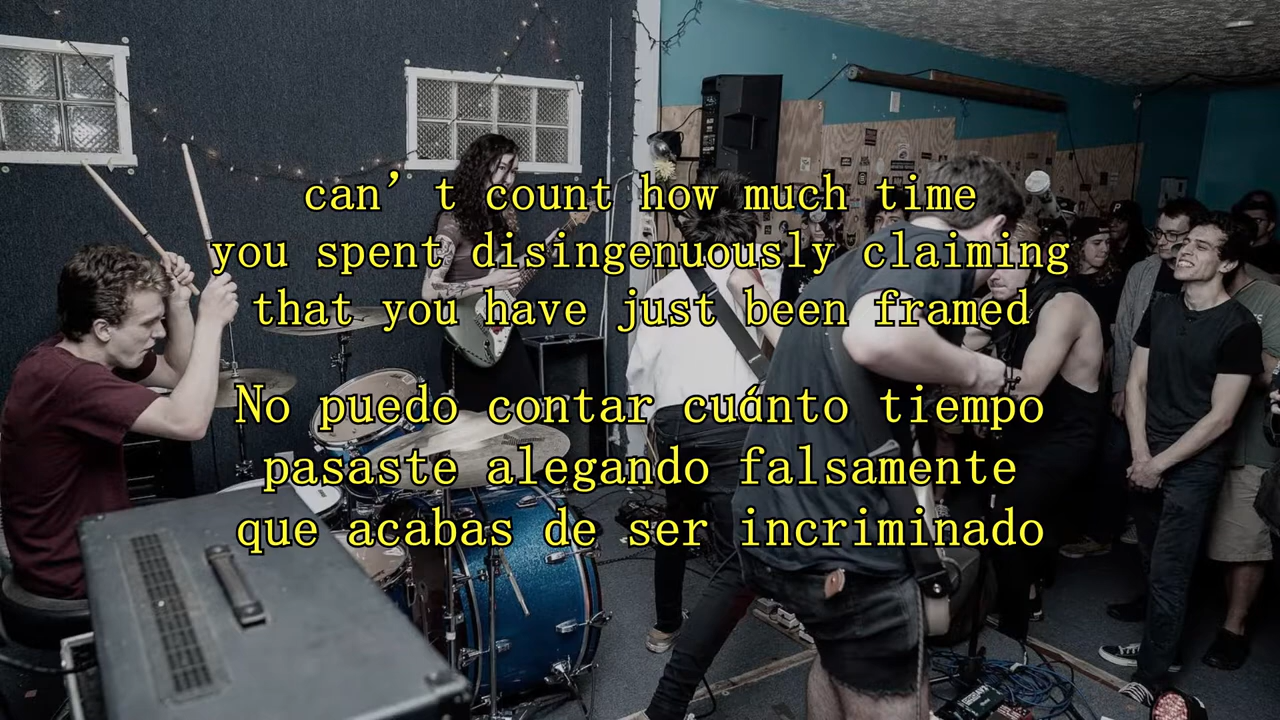 can’t count how much time
you spent disingenuously claiming
that you have just been framed
No puedo contar cuánto tiempo
pasaste alegando falsamente
que acabas de ser incriminado